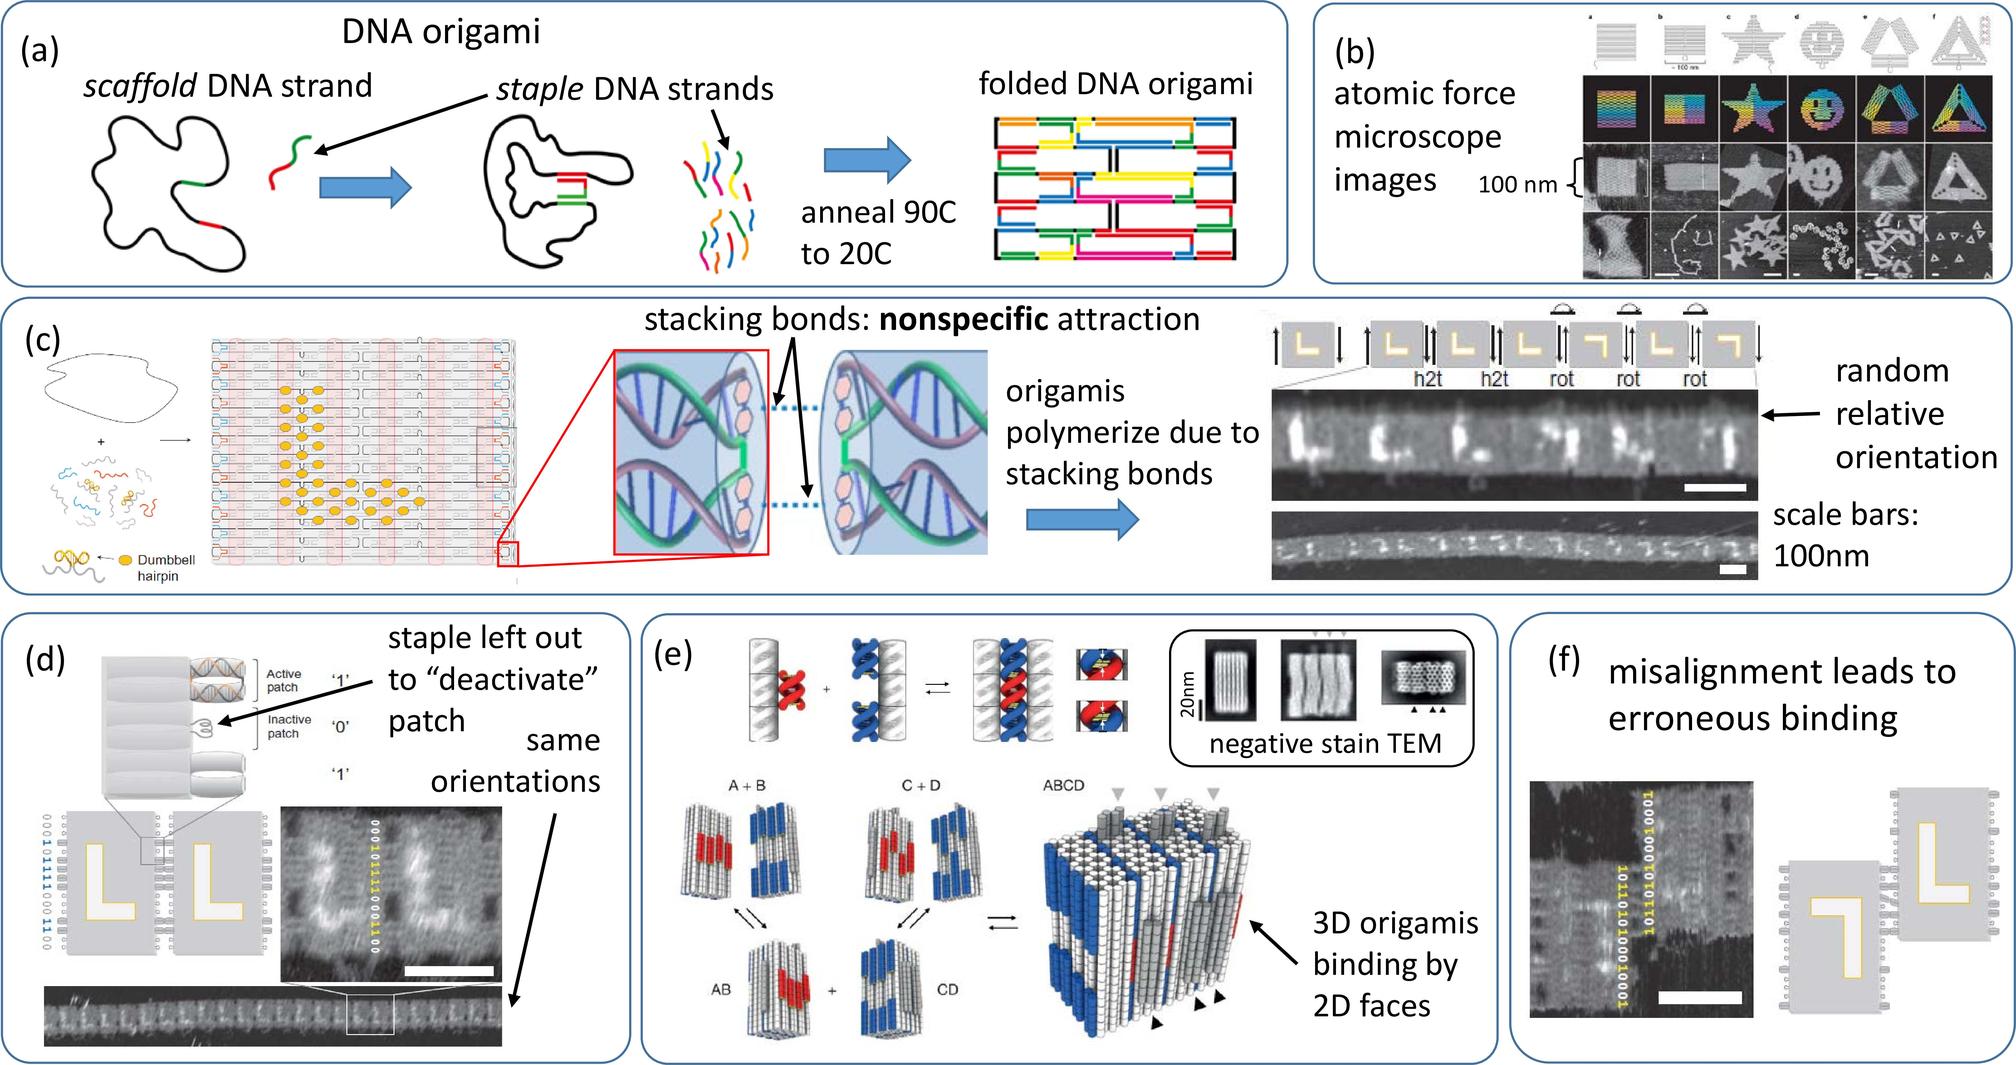 (a)
DNA origami
scaffold DNA strand
staple DNA strands
folded DNA origami
anneal 90C
to 20C
(b)
atomic force
microscope
images
100 nm
a b c d e f
~ 100 nm
(c)
stacking bonds: nonspecific attraction
+
Dumbbell
hairpin
origamis
polymerize due to
stacking bonds
h2t h2t rot rot rot
random
relative
orientation
scale bars:
100nm
(d)
staple left out
to “deactivate”
patch
Active
patch
‘1’
Inactive
patch
‘0’
‘1’
same
orientations
(e)
+
20nm
negative stain TEM
A + B
C + D
ABCD
AB
+
CD
3D origamis
binding by
2D faces
(f)
misalignment leads to
erroneous binding